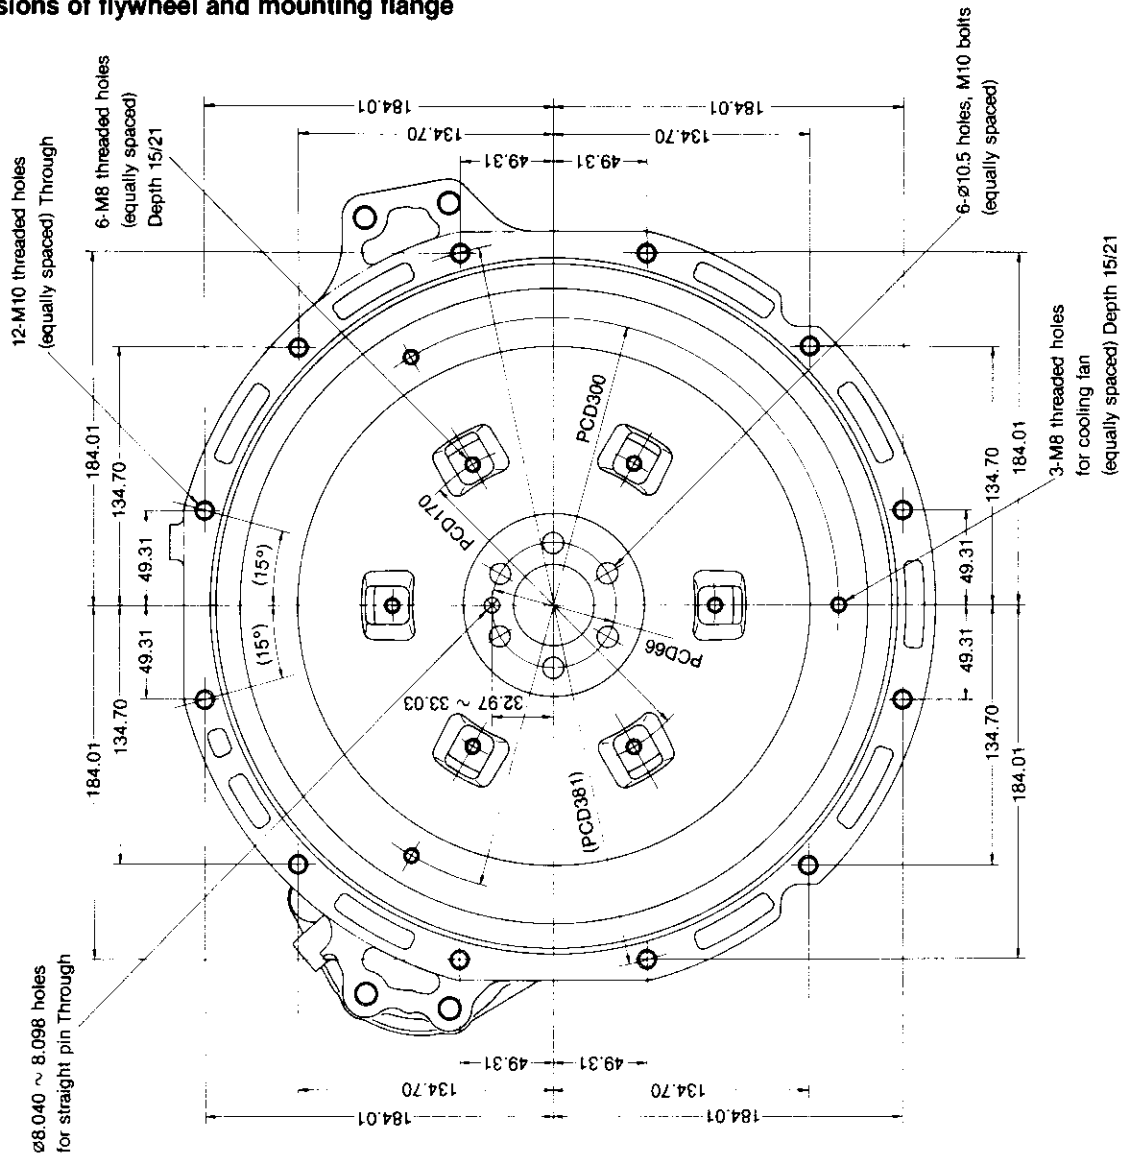 sions of flywheel and mounting flange
12-M10 threaded holes
(equally spaced) Through
6-M8 threaded holes
(equally spaced)
Depth 15/21
6-ø10.5 holes, M10 bolts
(equally spaced)
184.01
184.01
134.70
134.70
49.31
49.31
184.01
134.70
49.31
49.31
134.70
184.01
(15°)
(15°)
PCD300
PCD170
PCD66
32.97 ~ 33.03
(PCD381)
3-M8 threaded holes
for cooling fan
(equally spaced) Depth 15/21
184.01
134.70
49.31
49.31
134.70
184.01
ø8.040 ~ 8.098 holes
for straight pin Through
49.31
49.31
134.70
134.70
184.01
184.01